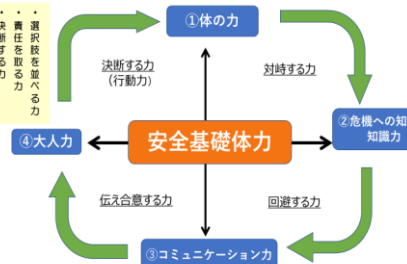 ・選択肢を並べる力
・責任を取る力
・決断する力
①体の力
決断する力
(行動力)
対峙する力
②危機への知
知識力
④大人力
安全基礎体力
伝え合意する力
回避する力
③コミュニケーション力